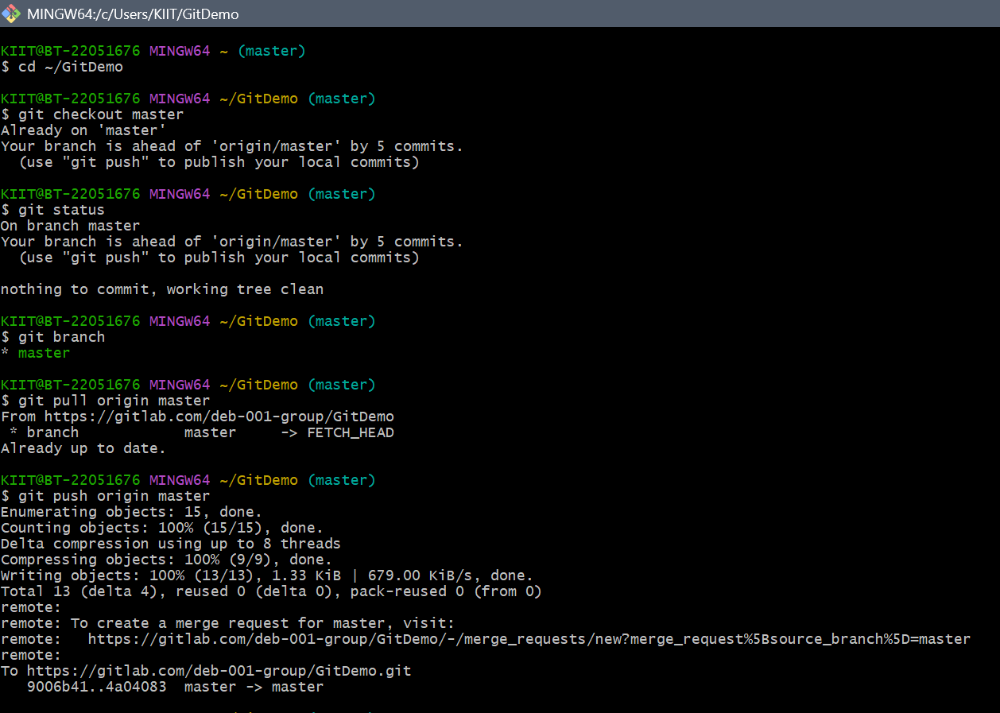 MINGW64:/c/Users/KIIT/GitDemo
KIIT@BT-22051676 MINGW64 ~ (master)
$ cd ~/GitDemo
KIIT@BT-22051676 MINGW64 ~/GitDemo (master)
$ git checkout master
Already on 'master'
Your branch is ahead of 'origin/master' by 5 commits.
  (use "git push" to publish your local commits)
KIIT@BT-22051676 MINGW64 ~/GitDemo (master)
$ git status
On branch master
Your branch is ahead of 'origin/master' by 5 commits.
  (use "git push" to publish your local commits)
nothing to commit, working tree clean
KIIT@BT-22051676 MINGW64 ~/GitDemo (master)
$ git branch
* master
KIIT@BT-22051676 MINGW64 ~/GitDemo (master)
$ git pull origin master
From https://gitlab.com/deb-001-group/GitDemo
 * branch            master     -> FETCH_HEAD
Already up to date.
KIIT@BT-22051676 MINGW64 ~/GitDemo (master)
$ git push origin master
Enumerating objects: 15, done.
Counting objects: 100% (15/15), done.
Delta compression using up to 8 threads
Compressing objects: 100% (9/9), done.
Writing objects: 100% (13/13), 1.33 KiB | 679.00 KiB/s, done.
Total 13 (delta 4), reused 0 (delta 0), pack-reused 0 (from 0)
remote:
remote: To create a merge request for master, visit:
remote:   https://gitlab.com/deb-001-group/GitDemo/-/merge_requests/new?merge_request%5Bsource_branch%5D=master
remote:
To https://gitlab.com/deb-001-group/GitDemo.git
   9006b41..4a04083  master -> master